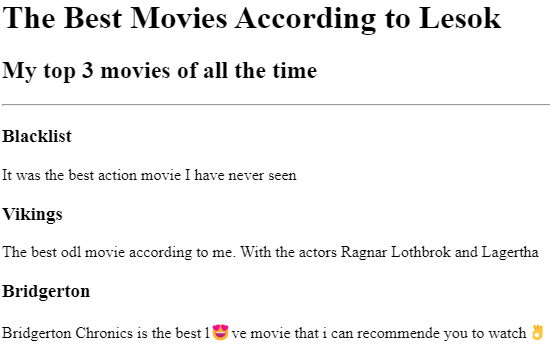 The Best Movies According to Lesok
My top 3 movies of all the time
Blacklist
It was the best action movie I have never seen
Vikings
The best odl movie according to me. With the actors Ragnar Lothbrok and Lagertha
Bridgerton
Bridgerton Chronics is the best l😍ve movie that i can recommende you to watch 👌